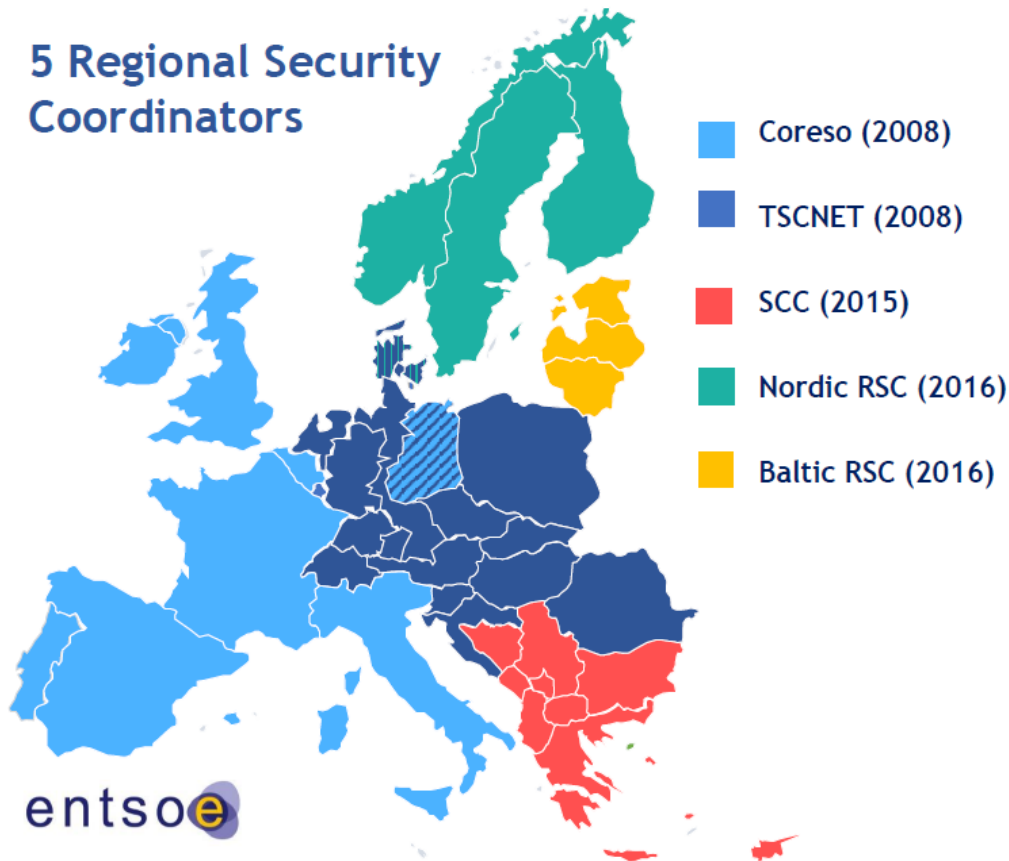 5 Regional Security
Coordinators
Coreso (2008)
TSCNET (2008)
SCC (2015)
Nordic RSC (2016)
Baltic RSC (2016)
entsoe